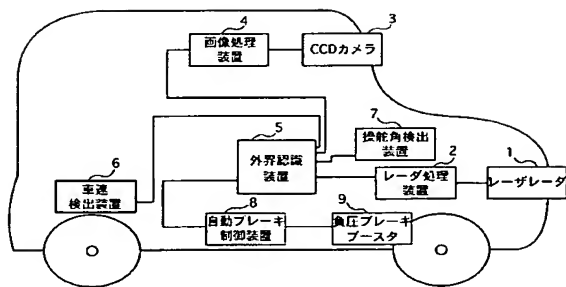 4
画像処理
装置
3
CCDカメラ
7
操舵角検出
装置
5
外界認識
装置
2
レーダ処理
装置
1
レーザレーダ
6
車速
検出装置
8
自動ブレーキ
制御装置
9
負圧ブレーキ
ブースタ